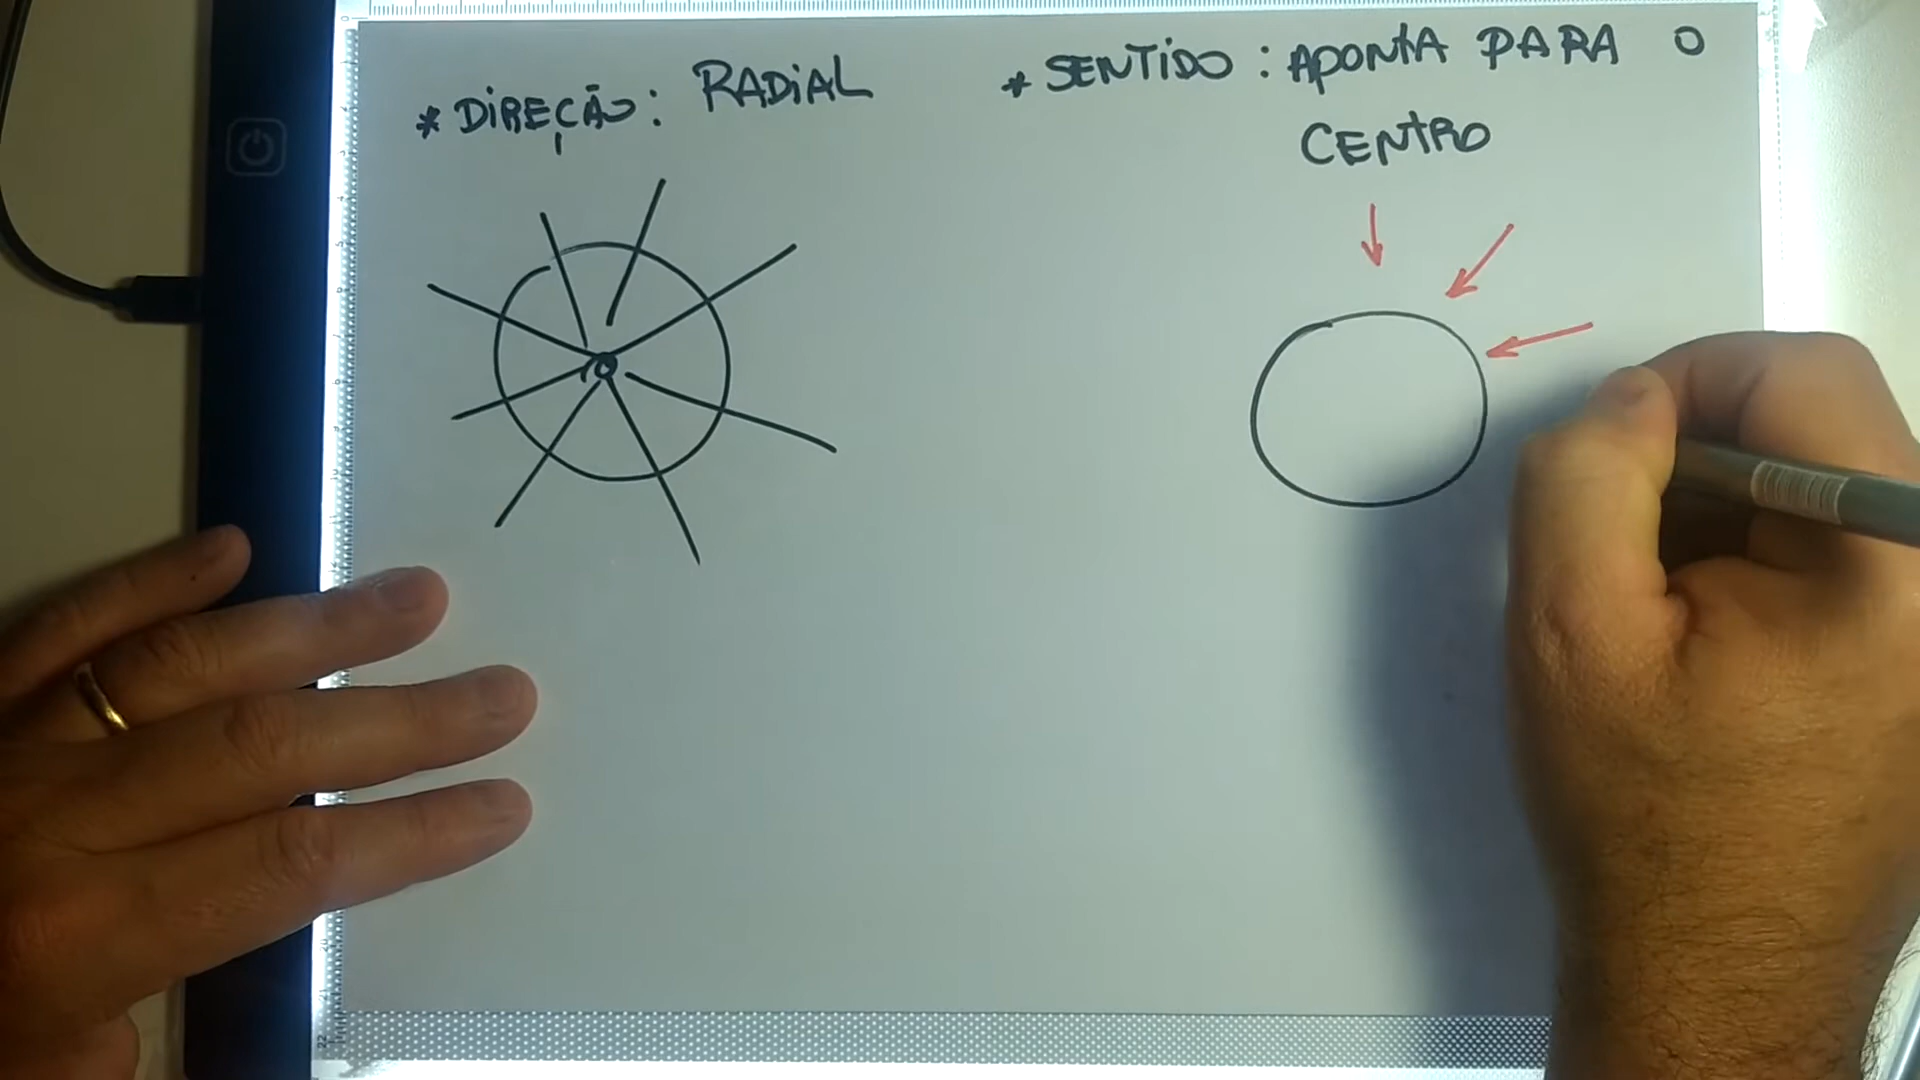 * DIREÇÃO: RADIAL
* SENTIDO: APONTA PARA O
CENTRO